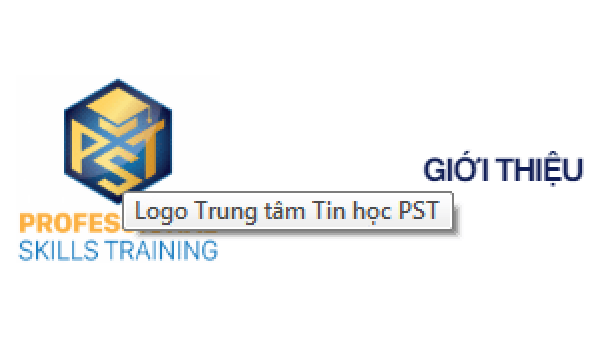 PST
GIỚI THIỆU
Logo Trung tâm Tin học PST
SKILLS TRAINING